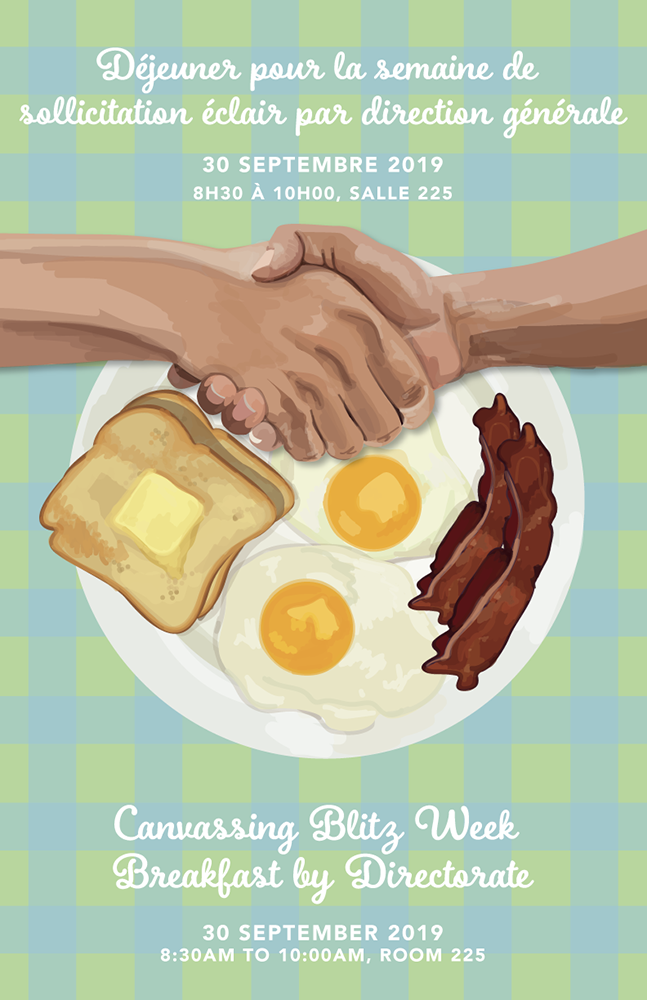 Déjeuner pour la semaine de
sollicitation éclair par direction générale
30 SEPTEMBRE 2019
8H30 À 10H00, SALLE 225
Canvassing Blitz Week
Breakfast by Directorate
30 SEPTEMBER 2019
8:30AM TO 10:00AM, ROOM 225